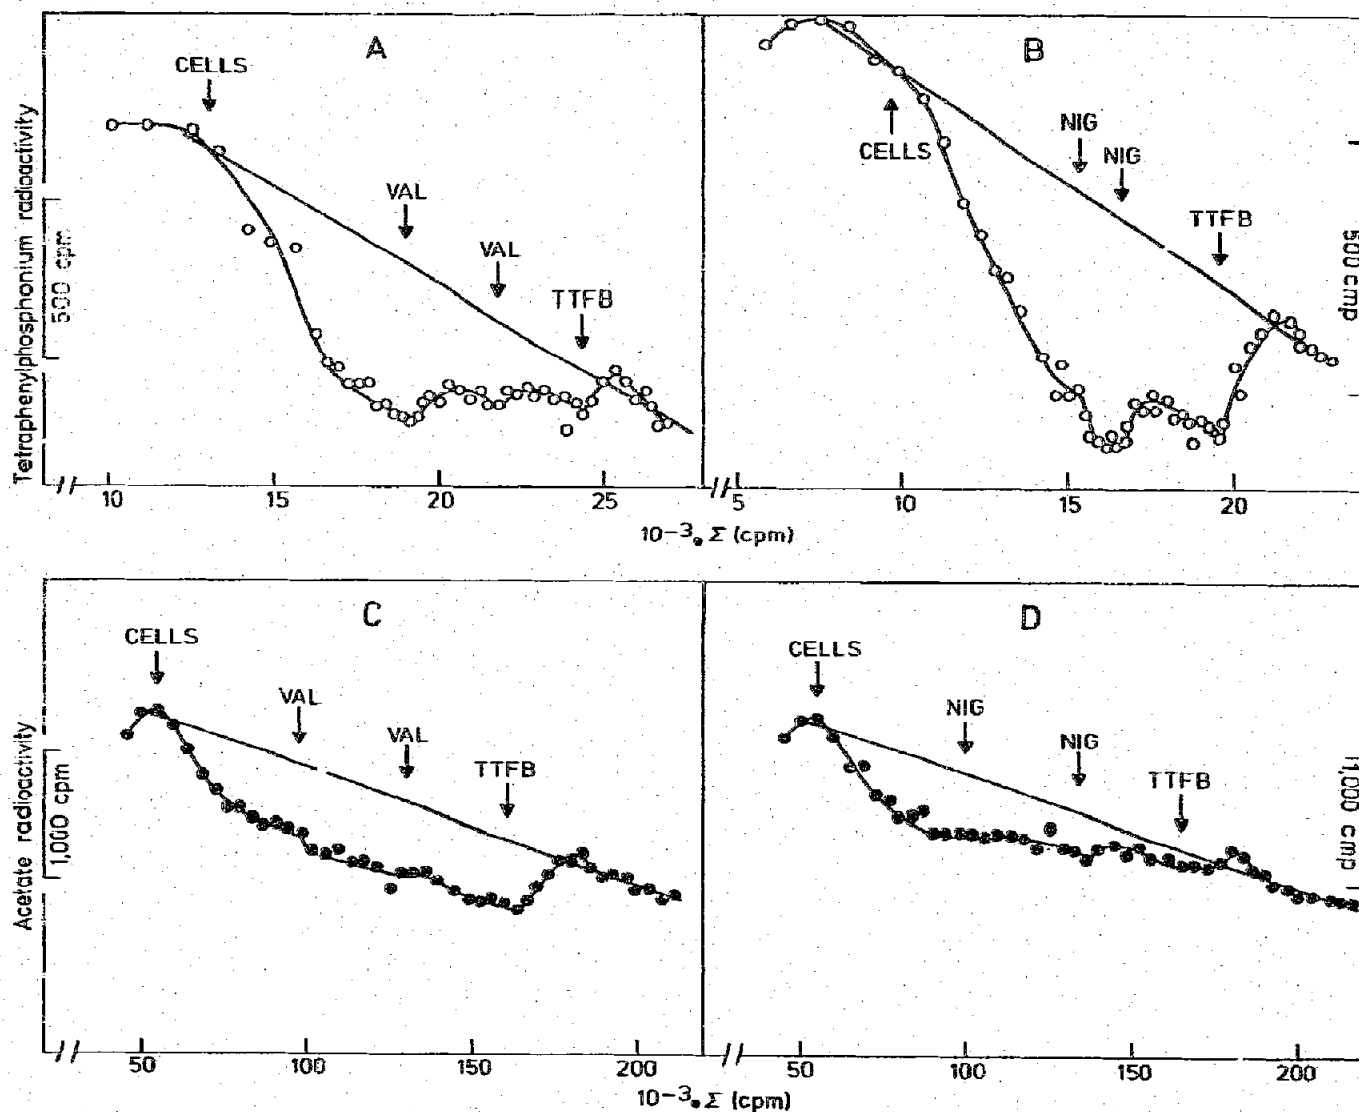 A
CELLS
VAL
VAL
TTFB
Tetraphenylphosphonium radioactivity
500 cpm
10 15 20 25
B
CELLS
NIG
NIG
TTFB
500 cmp
5 10 15 20
10-3. Σ (cpm)
C
CELLS
VAL
VAL
TTFB
Acetate radioactivity
1,000 cpm
50 100 150 200
D
CELLS
NIG
NIG
TTFB
1,000 cmp
50 100 150 200
10-3. Σ (cpm)